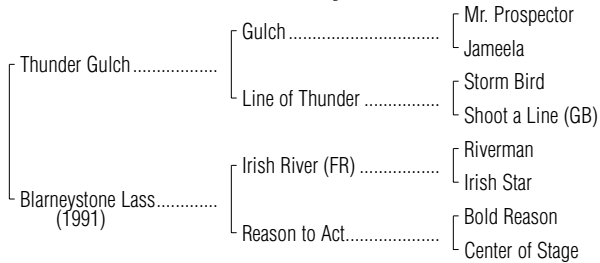 Mr. Prospector
Gulch
Jameela
Thunder Gulch
Storm Bird
Line of Thunder
Shoot a Line (GB)
Riverman
Irish River (FR)
Irish Star
Blarneystone Lass
(1991)
Bold Reason
Reason to Act
Center of Stage